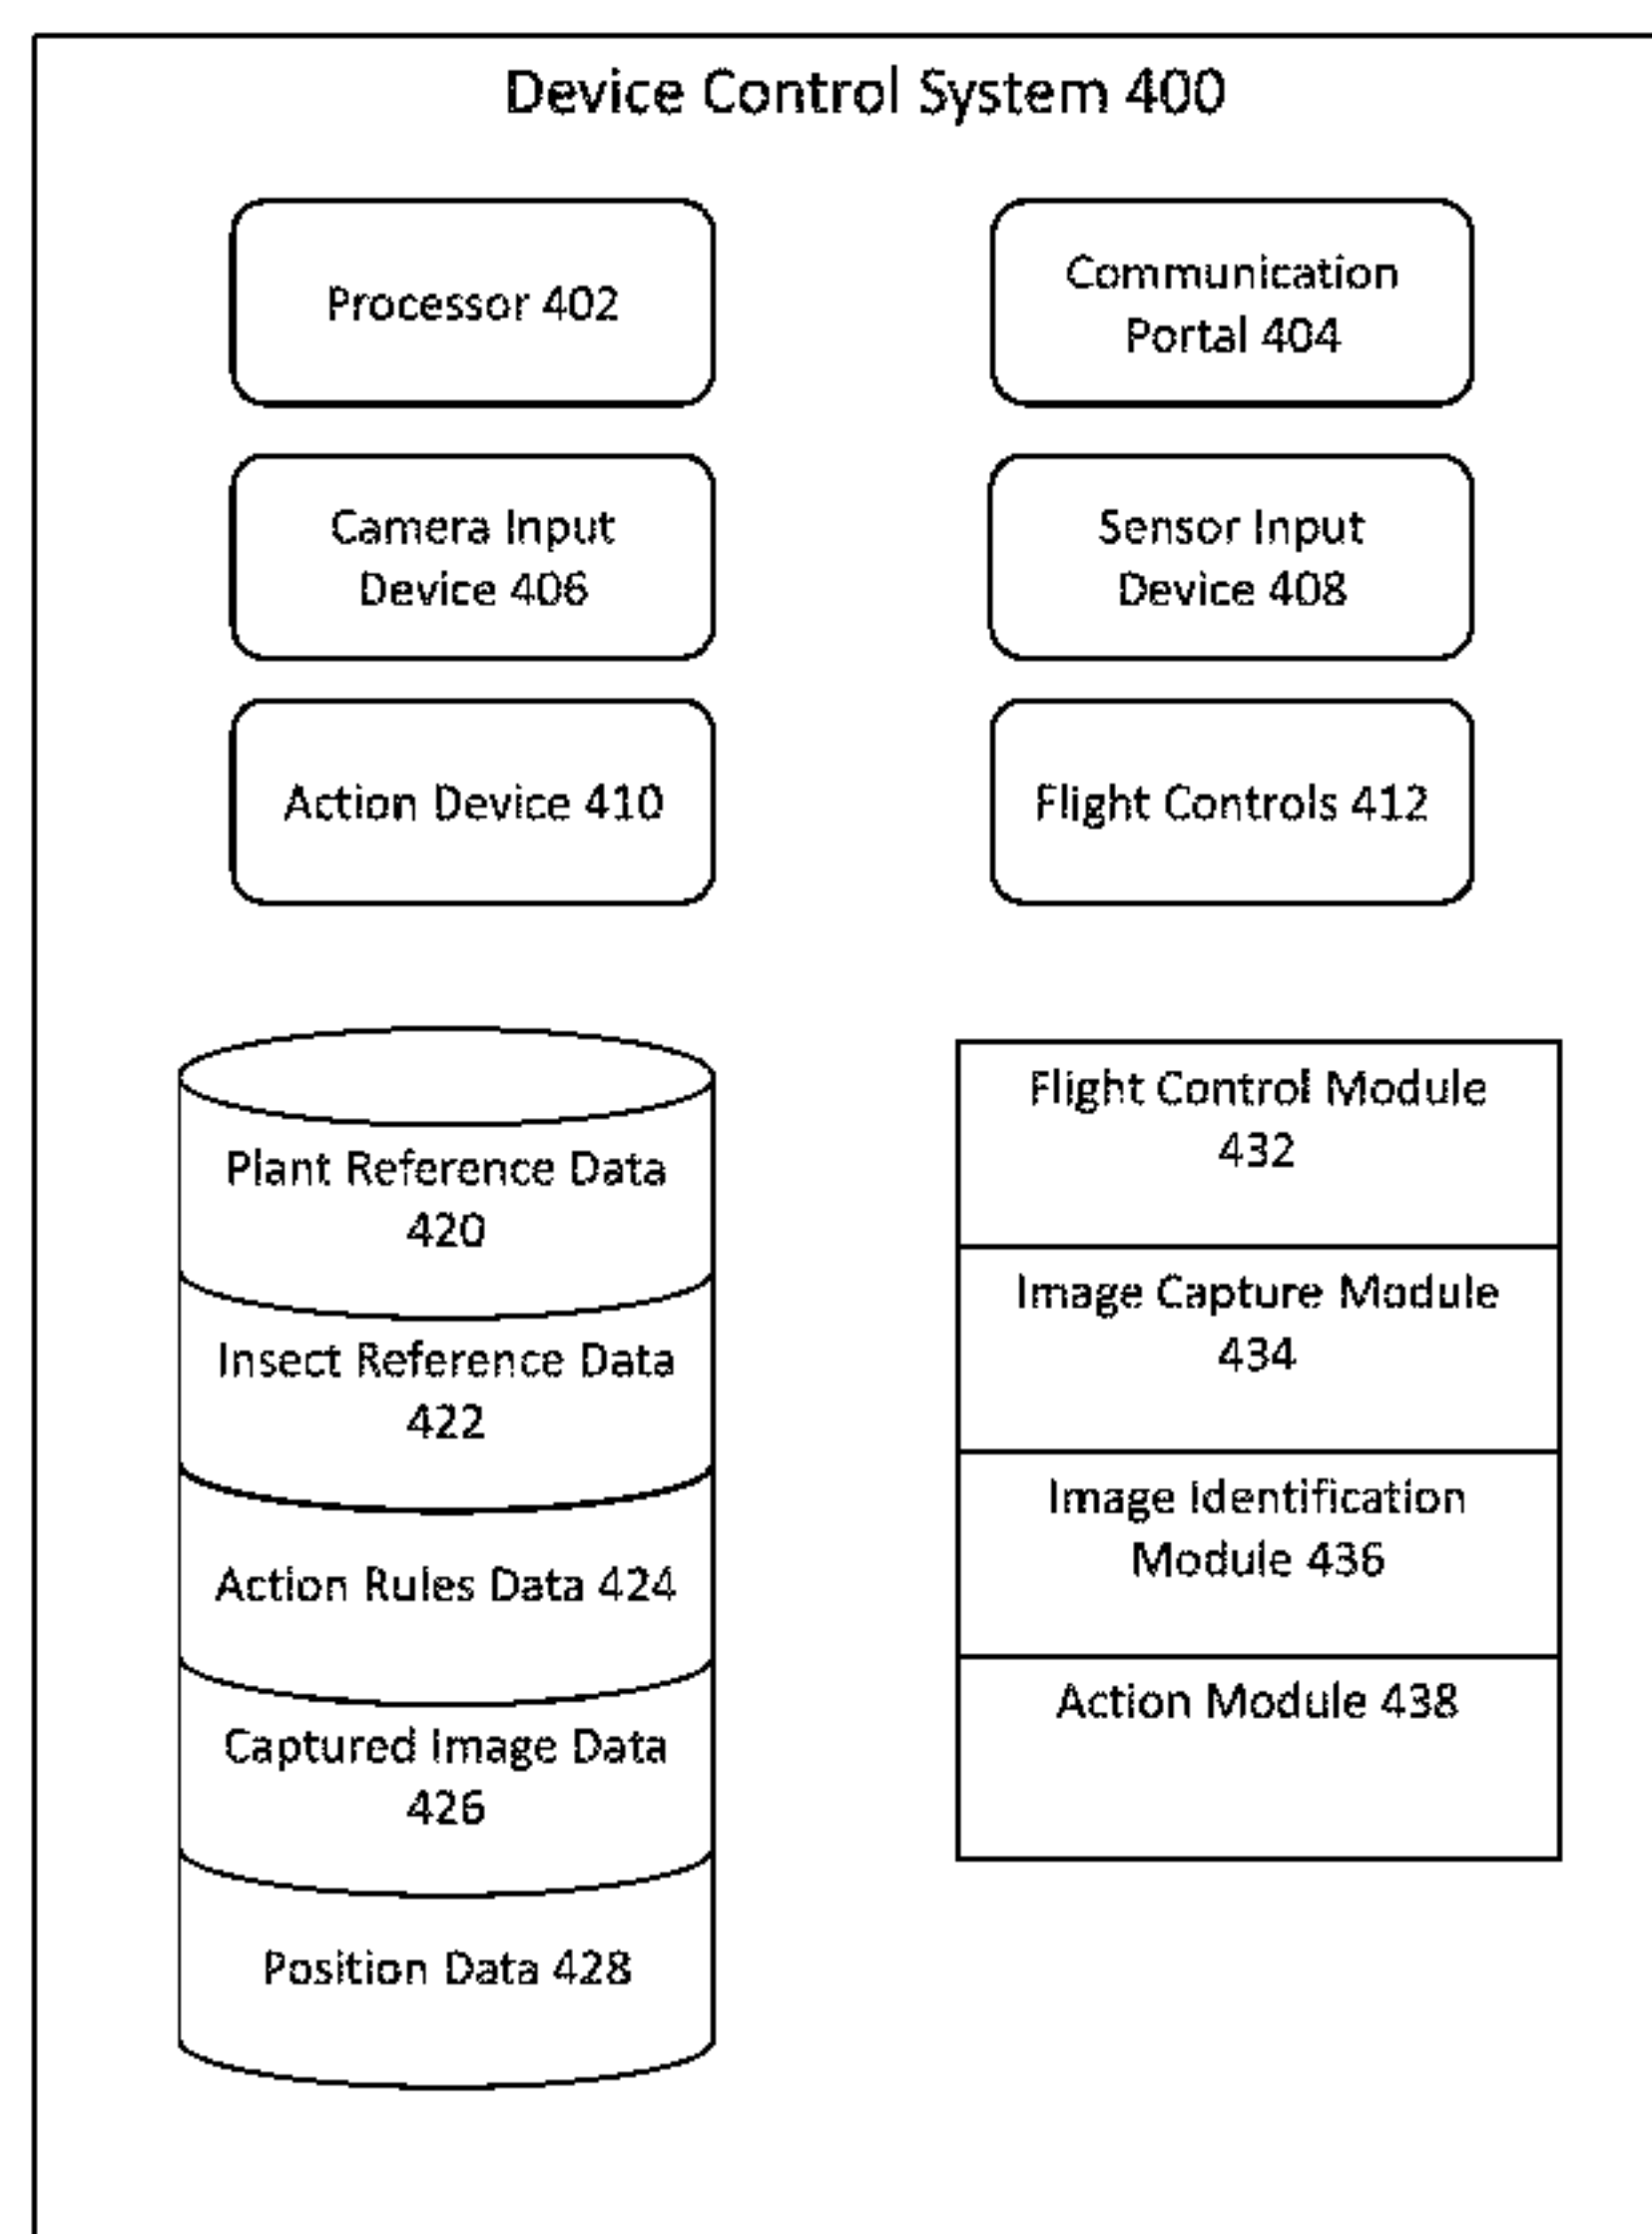 Device Control System 400
Processor 402
Communication
Portal 404
Camera Input
Device 406
Sensor Input
Device 408
Action Device 410
Flight Controls 412
Plant Reference Data
420
Insect Reference Data
422
Action Rules Data 424
Captured Image Data
426
Position Data 428
Flight Control Module
432
Image Capture Module
434
Image Identification
Module 436
Action Module 438